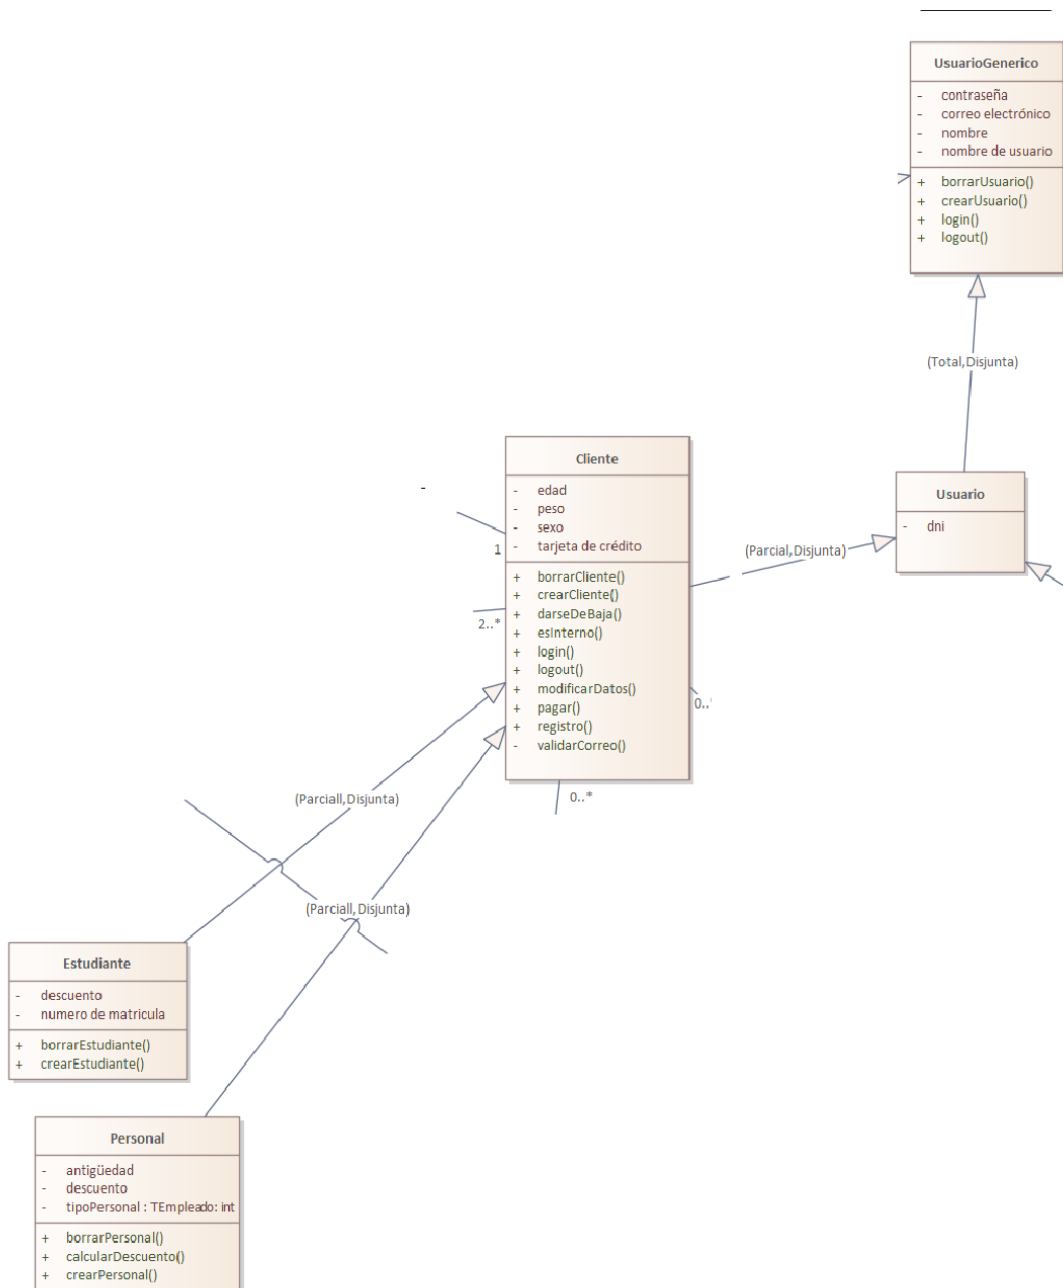 UsuarioGenerico
- contraseña
- correo electrónico
- nombre
- nombre de usuario
+ borrarUsuario()
+ crearUsuario()
+ login()
+ logout()
(Total,Disjunta)
Usuario
- dni
(Parcial,Disjunta)
Cliente
- edad
- peso
- sexo
- tarjeta de crédito
+ borrarCliente()
+ crearCliente()
+ darseDeBaja()
+ esInterno()
+ login()
+ logout()
+ modificarDatos()
+ pagar()
+ registro()
- validarCorreo()
-
1
2..*
0..'
0..*
(Parciall,Disjunta)
(Parciall,Disjunta)
Estudiante
- descuento
- numero de matricula
+ borrarEstudiante()
+ crearEstudiante()
Personal
- antigüedad
- descuento
- tipoPersonal : TEmpleado: int
+ borrarPersonal()
+ calcularDescuento()
+ crearPersonal()